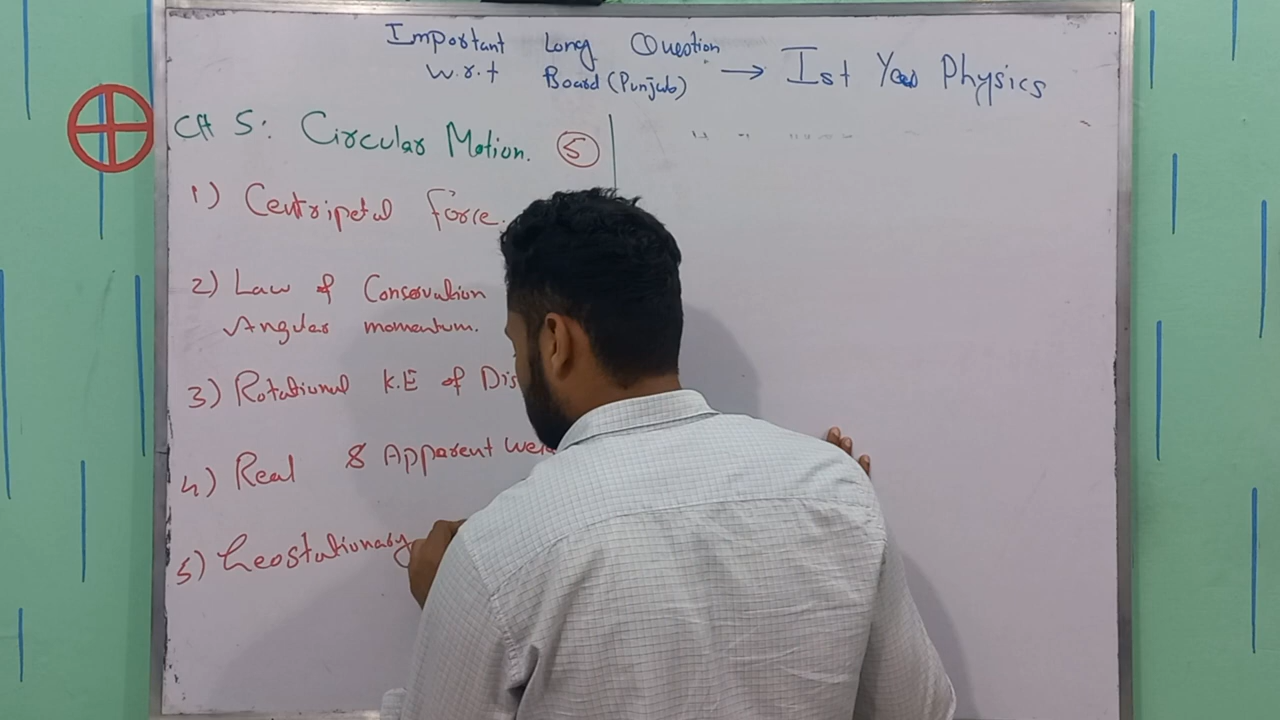 Important Long Question
w.r.t Board (Punjab) → Ist Year Physics
CH 5: Circular Motion. 5
1) Centripetal force.
2) Law of Conservation
Angular momentum.
3) Rotational K.E of Dis
4) Real & Apparent We
5) Geostationary